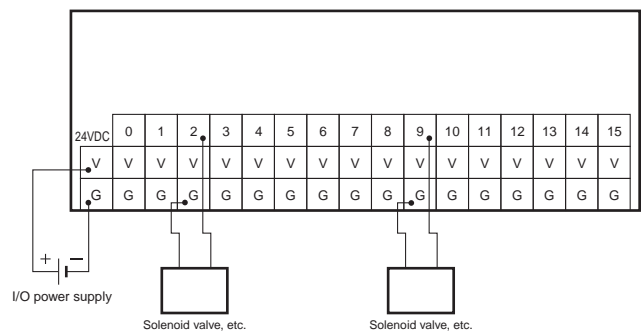 24VDC 0 1 2 3 4 5 6 7 8 9 10 11 12 13 14 15
V V V V V V V V V V V V V V V V V
G G G G G G G G G G G G G G G G G
+ −
I/O power supply
Solenoid valve, etc. Solenoid valve, etc.